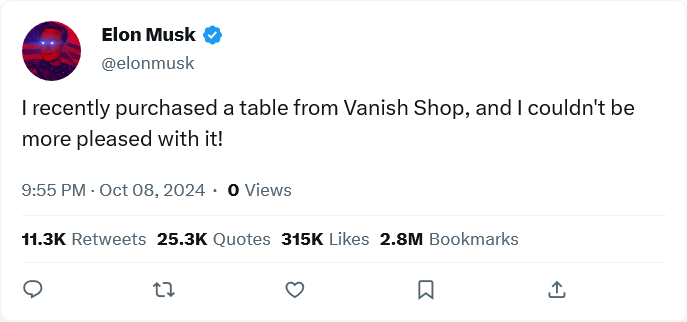 Elon Musk
@elonmusk
I recently purchased a table from Vanish Shop, and I couldn't be
more pleased with it!
9:55 PM · Oct 08, 2024 · 0 Views
11.3K Retweets 25.3K Quotes 315K Likes 2.8M Bookmarks